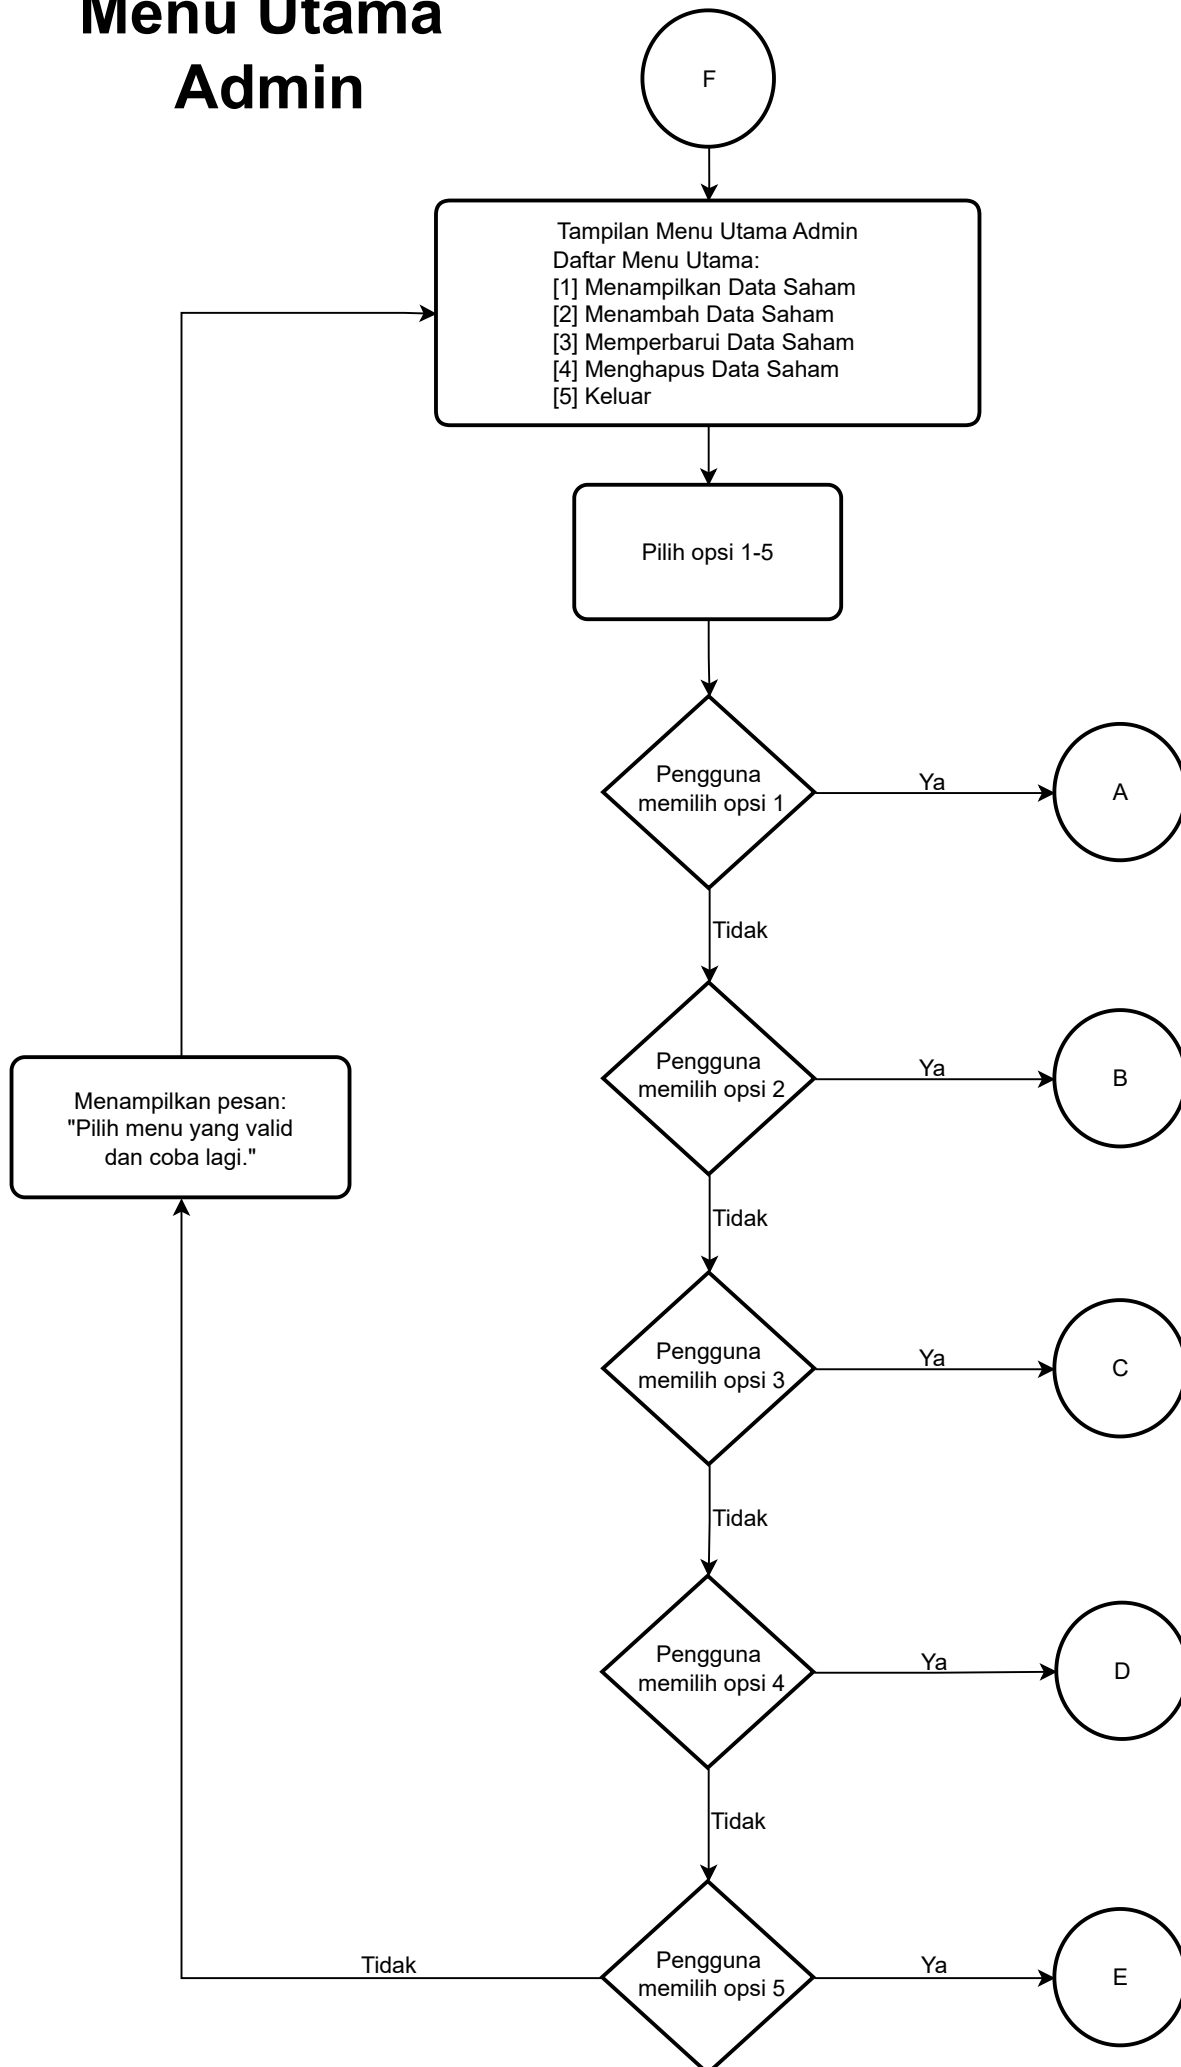 Menu Utama
Admin
F
Tampilan Menu Utama Admin
Daftar Menu Utama:
[1] Menampilkan Data Saham
[2] Menambah Data Saham
[3] Memperbarui Data Saham
[4] Menghapus Data Saham
[5] Keluar
Pilih opsi 1-5
Pengguna
memilih opsi 1
Ya
A
Tidak
Pengguna
memilih opsi 2
Ya
B
Menampilkan pesan:
"Pilih menu yang valid
dan coba lagi."
Tidak
Pengguna
memilih opsi 3
Ya
C
Tidak
Pengguna
memilih opsi 4
Ya
D
Tidak
Pengguna
memilih opsi 5
Ya
E
Tidak